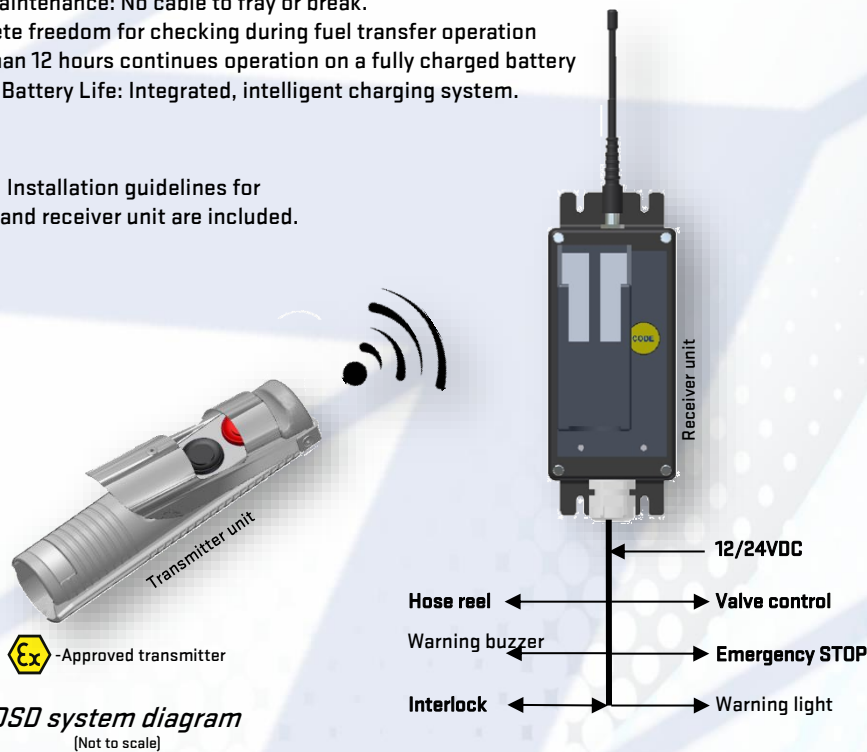 aintenance: No cable to fray or break.
ete freedom for checking during fuel transfer operation
han 12 hours continues operation on a fully charged battery
Battery Life: Integrated, intelligent charging system.
Installation guidelines for
and receiver unit are included.
CODE
Receiver unit
Transmitter unit
12/24VDC
Hose reel
Valve control
Warning buzzer
Emergency STOP
Interlock
Warning light
Ex -Approved transmitter
OSD system diagram
(Not to scale)